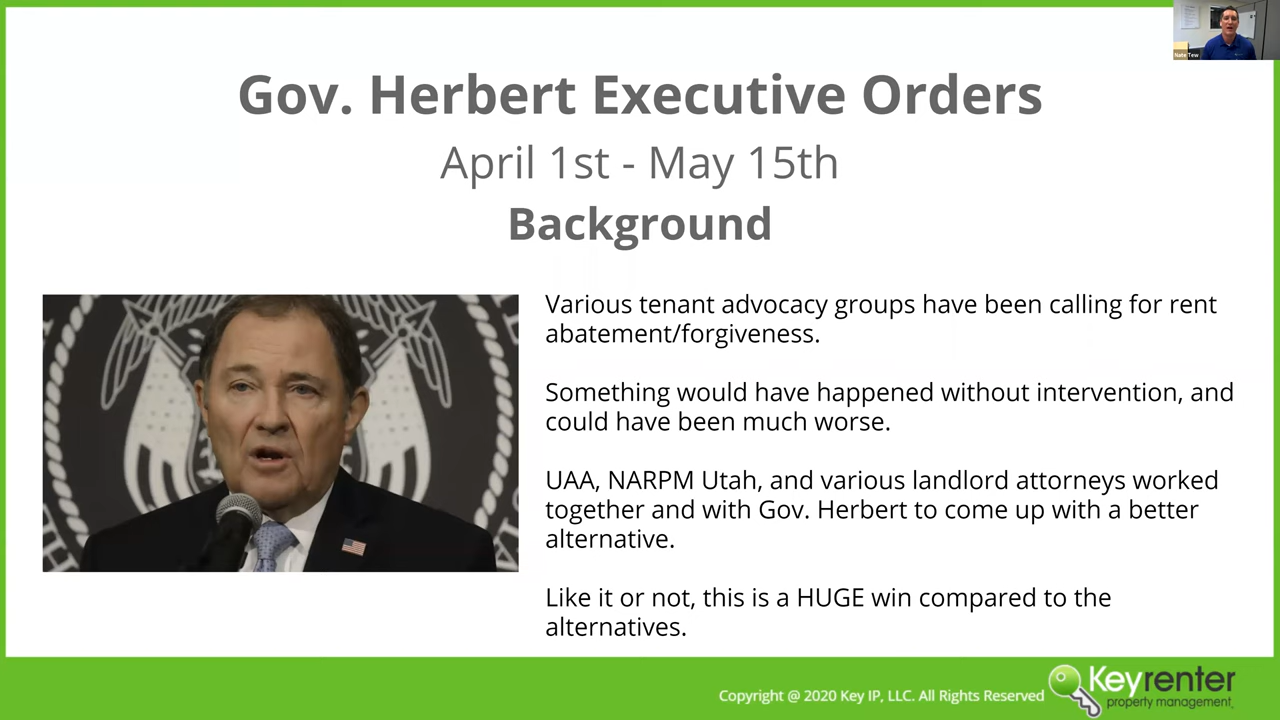 Nate Tew
Gov. Herbert Executive Orders
April 1st - May 15th
Background
Various tenant advocacy groups have been calling for rent
abatement/forgiveness.
Something would have happened without intervention, and
could have been much worse.
UAA, NARPM Utah, and various landlord attorneys worked
together and with Gov. Herbert to come up with a better
alternative.
Like it or not, this is a HUGE win compared to the
alternatives.
Copyright @ 2020 Key IP, LLC. All Rights Reserved
Keyrenter
property management